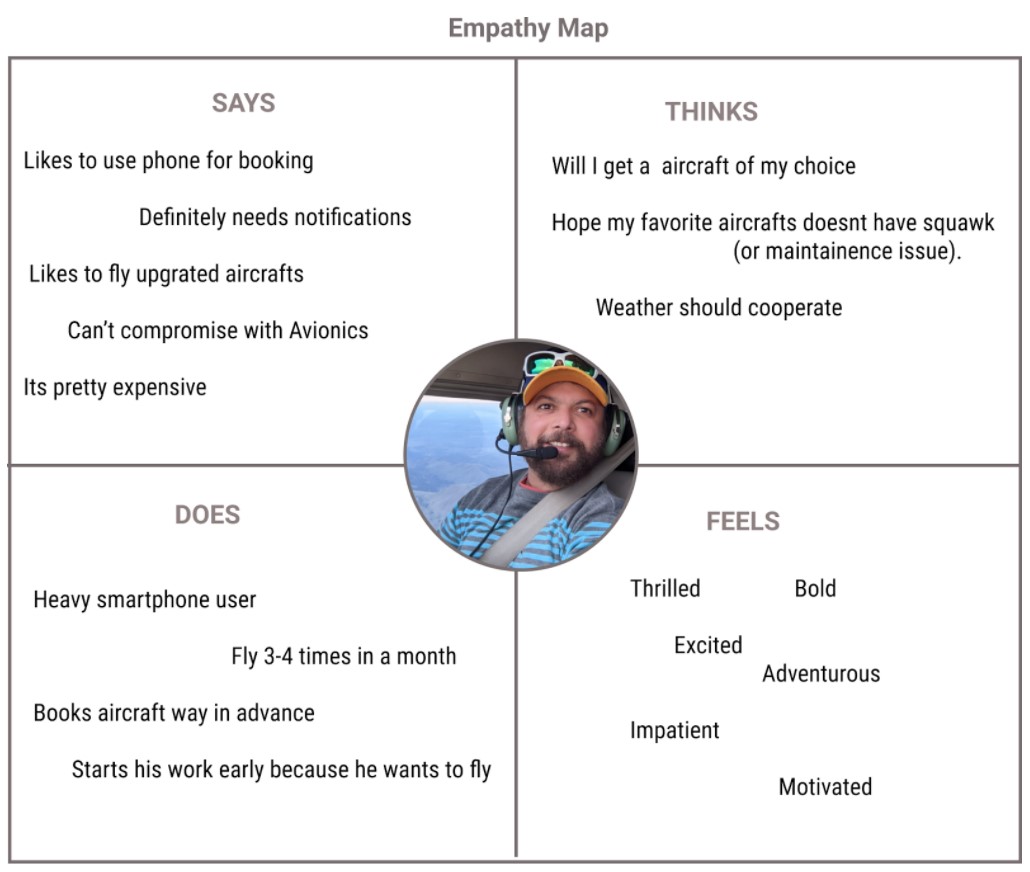 Empathy Map
SAYS
Likes to use phone for booking
Definitely needs notifications
Likes to fly upgrated aircrafts
Can't compromise with Avionics
Its pretty expensive
THINKS
Will I get a  aircraft of my choice
Hope my favorite aircrafts doesnt have squawk
(or maintainence issue).
Weather should cooperate
DOES
Heavy smartphone user
Fly 3-4 times in a month
Books aircraft way in advance
Starts his work early because he wants to fly
FEELS
Thrilled
Bold
Excited
Adventurous
Impatient
Motivated